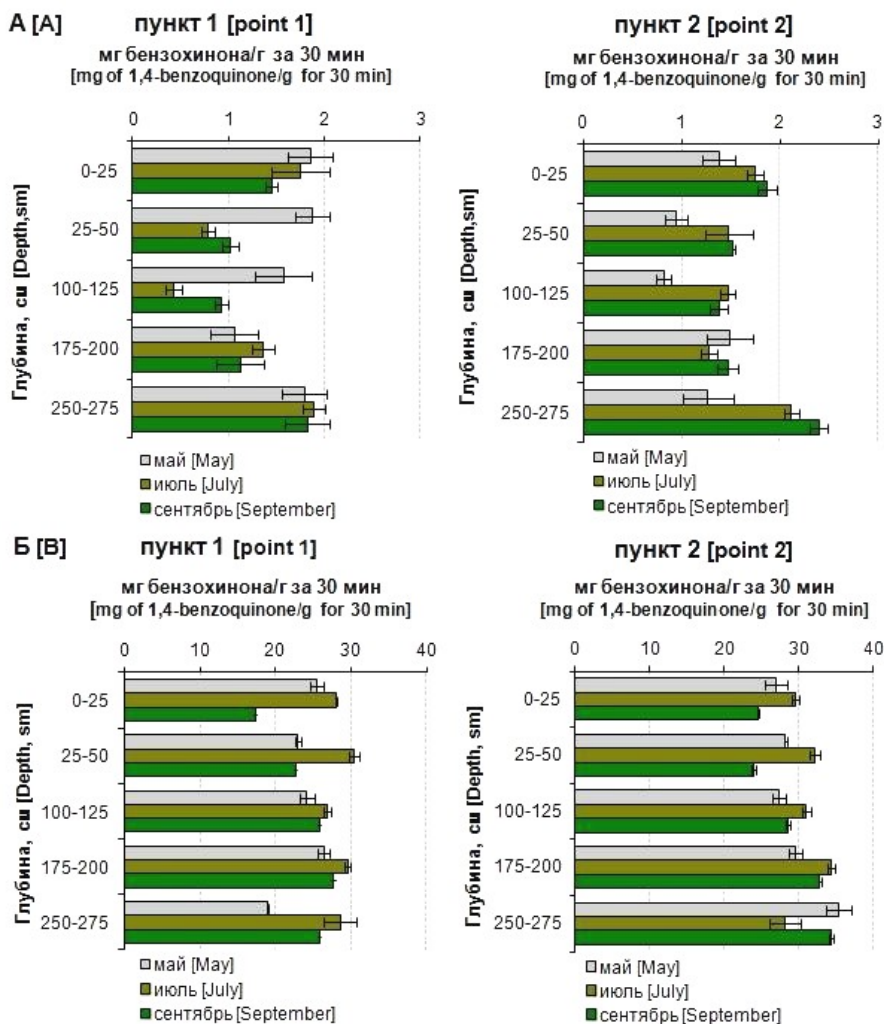 А [A]
пункт 1 [point 1]
мг бензохинона/г за 30 мин
[mg of 1,4-benzoquinone/g for 30 min]
0 1 2 3
Глубина, см [Depth,sm]
0-25
25-50
100-125
175-200
250-275
май [May]
июль [July]
сентябрь [September]
пункт 2 [point 2]
мг бензохинона/г за 30 мин
[mg of 1,4-benzoquinone/g for 30 min]
0 1 2 3
Глубина, см [Depth,sm]
0-25
25-50
100-125
175-200
250-275
май [May]
июль [July]
сентябрь [September]
Б [B]
пункт 1 [point 1]
мг бензохинона/г за 30 мин
[mg of 1,4-benzoquinone/g for 30 min]
0 10 20 30 40
Глубина, см [Depth, sm]
0-25
25-50
100-125
175-200
250-275
май [May]
июль [July]
сентябрь [September]
пункт 2 [point 2]
мг бензохинона/г за 30 мин
[mg of 1,4-benzoquinone/g for 30 min]
0 10 20 30 40
Глубина, см [Depth, sm]
0-25
25-50
100-125
175-200
250-275
май [May]
июль [July]
сентябрь [September]